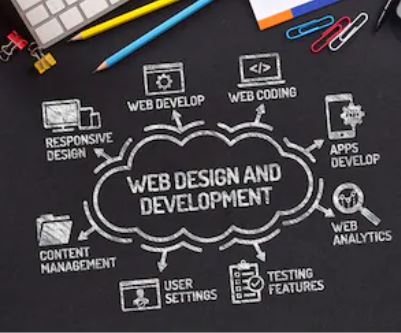 WEB DEVELOP
WEB CODING
RESPONSIVE
DESIGN
APPS
DEVELOP
WEB DESIGN AND
DEVELOPMENT
WEB
ANALYTICS
CONTENT
MANAGEMENT
USER
SETTINGS
TESTING
FEATURES